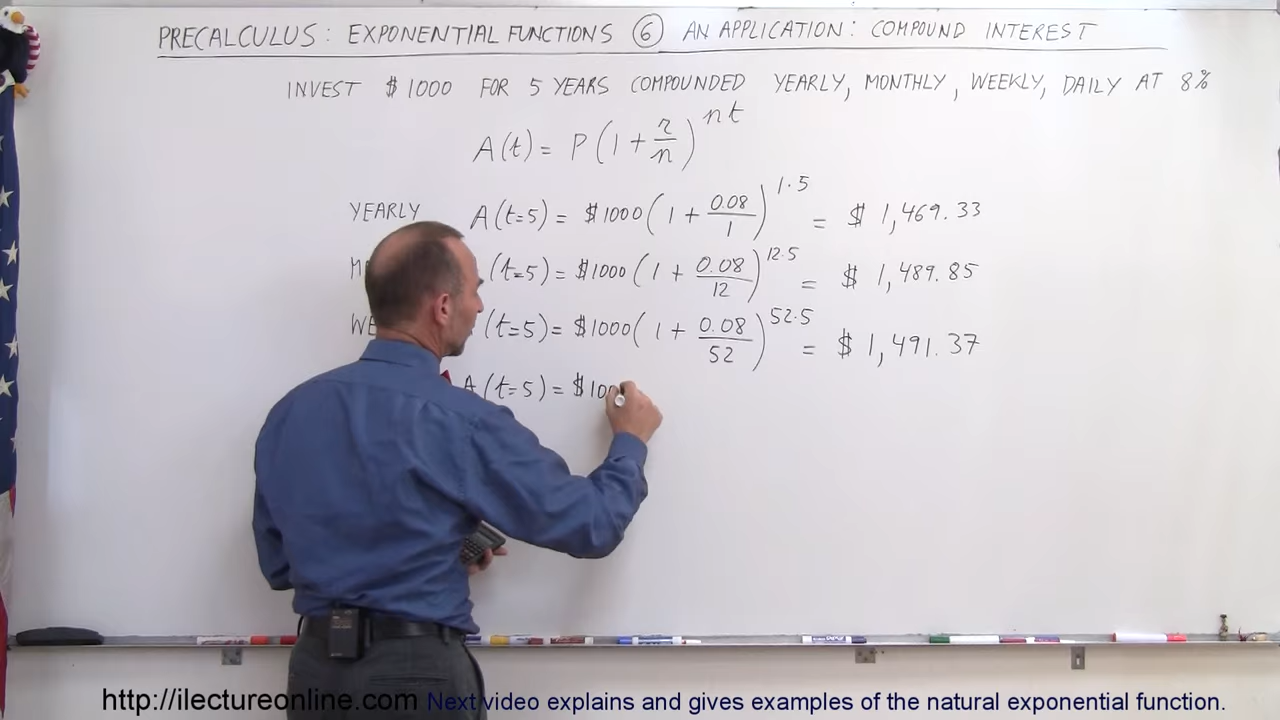 PRECALCULUS: EXPONENTIAL FUNCTIONS ⑥ AN APPLICATION: COMPOUND INTEREST
INVEST $1000 FOR 5 YEARS COMPOUNDED YEARLY, MONTHLY, WEEKLY, DAILY AT 8%
A(t) = P(1 + r/n)^nt
YEARLY A(t=5) = $1000(1 + 0.08/1)^1·5 = $ 1,469.33
(t=5) = $1000(1 + 0.08/12)^12·5 = $ 1,489.85
(t=5) = $1000(1 + 0.08/52)^52·5 = $ 1,491.37
A(t=5) = $100
http://ilectureonline.com Next video explains and gives examples of the natural exponential function.